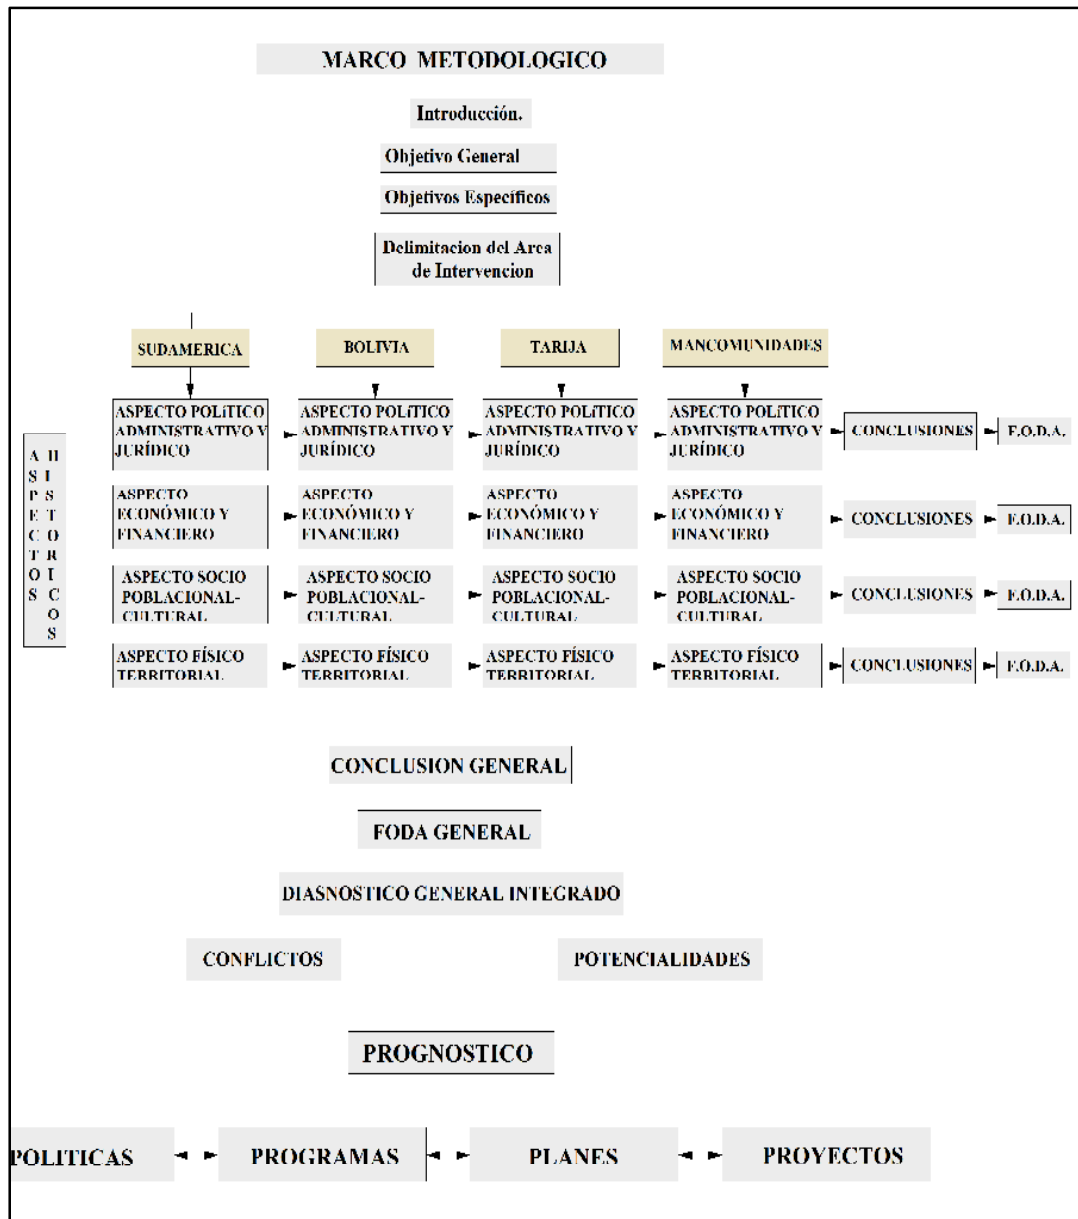 MARCO METODOLOGICO
Introducción.
Objetivo General
Objetivos Específicos
Delimitacion del Area
de Intervencion
SUDAMERICA
BOLIVIA
TARIJA
MANCOMUNIDADES
ASPECTOS
HISTORICOS
ASPECTO POLíTICO
ADMINISTRATIVO Y
JURÍDICO
ASPECTO POLíTICO
ADMINISTRATIVO Y
JURÍDICO
ASPECTO POLíTICO
ADMINISTRATIVO Y
JURÍDICO
ASPECTO POLíTICO
ADMINISTRATIVO Y
JURÍDICO
CONCLUSIONES
F.O.D.A.
ASPECTO
ECONÓMICO Y
FINANCIERO
ASPECTO
ECONÓMICO Y
FINANCIERO
ASPECTO
ECONÓMICO Y
FINANCIERO
ASPECTO
ECONÓMICO Y
FINANCIERO
CONCLUSIONES
F.O.D.A.
ASPECTO SOCIO
POBLACIONAL-
CULTURAL
ASPECTO SOCIO
POBLACIONAL-
CULTURAL
ASPECTO SOCIO
POBLACIONAL-
CULTURAL
ASPECTO SOCIO
POBLACIONAL-
CULTURAL
CONCLUSIONES
F.O.D.A.
ASPECTO FÍSICO
TERRITORIAL
ASPECTO FÍSICO
TERRITORIAL
ASPECTO FÍSICO
TERRITORIAL
ASPECTO FÍSICO
TERRITORIAL
CONCLUSIONES
F.O.D.A.
CONCLUSION GENERAL
FODA GENERAL
DIASNOSTICO GENERAL INTEGRADO
CONFLICTOS
POTENCIALIDADES
PROGNOSTICO
POLITICAS
PROGRAMAS
PLANES
PROYECTOS